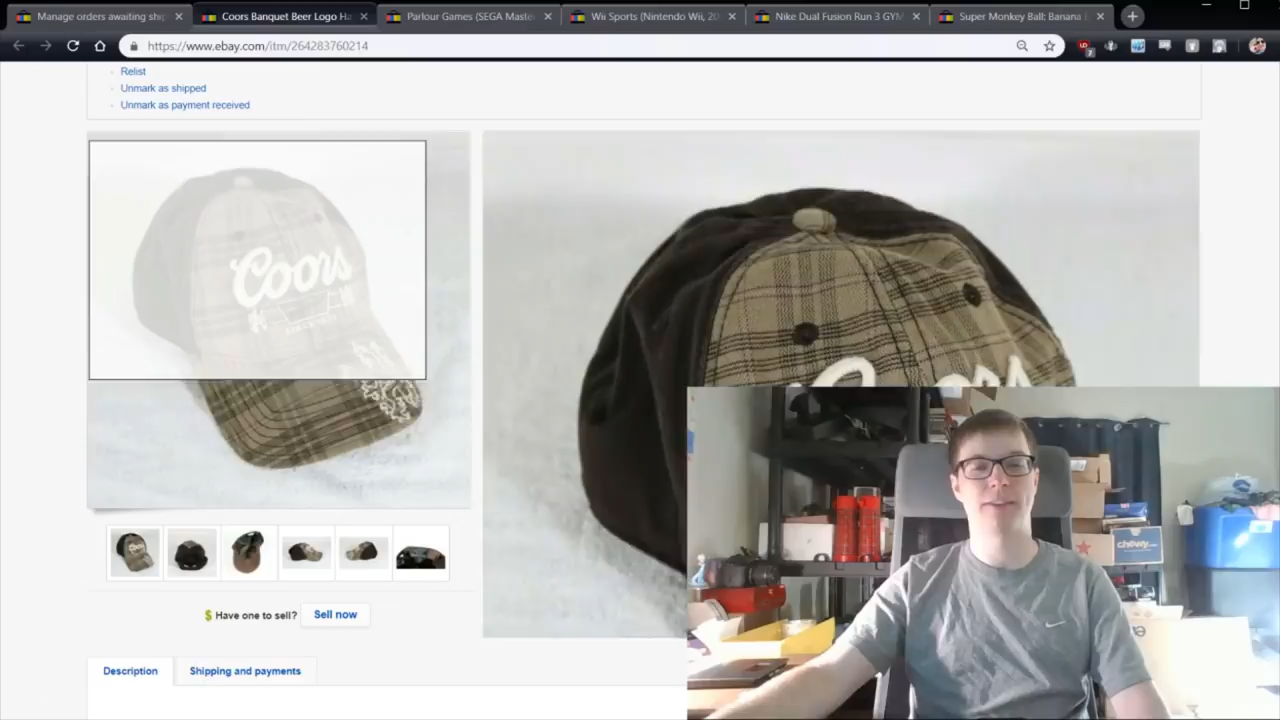 Manage orders awaiting ship
Coors Banquet Beer Logo Ha
Parlour Games (SEGA Maste
Wii Sports (Nintendo Wii, 20
Nike Dual Fusion Run 3 GYM
Super Monkey Ball: Banana
https://www.ebay.com/itm/264283760214
Relist
Unmark as shipped
Unmark as payment received
Coors
$ Have one to sell? Sell now
Description
Shipping and payments
chewy